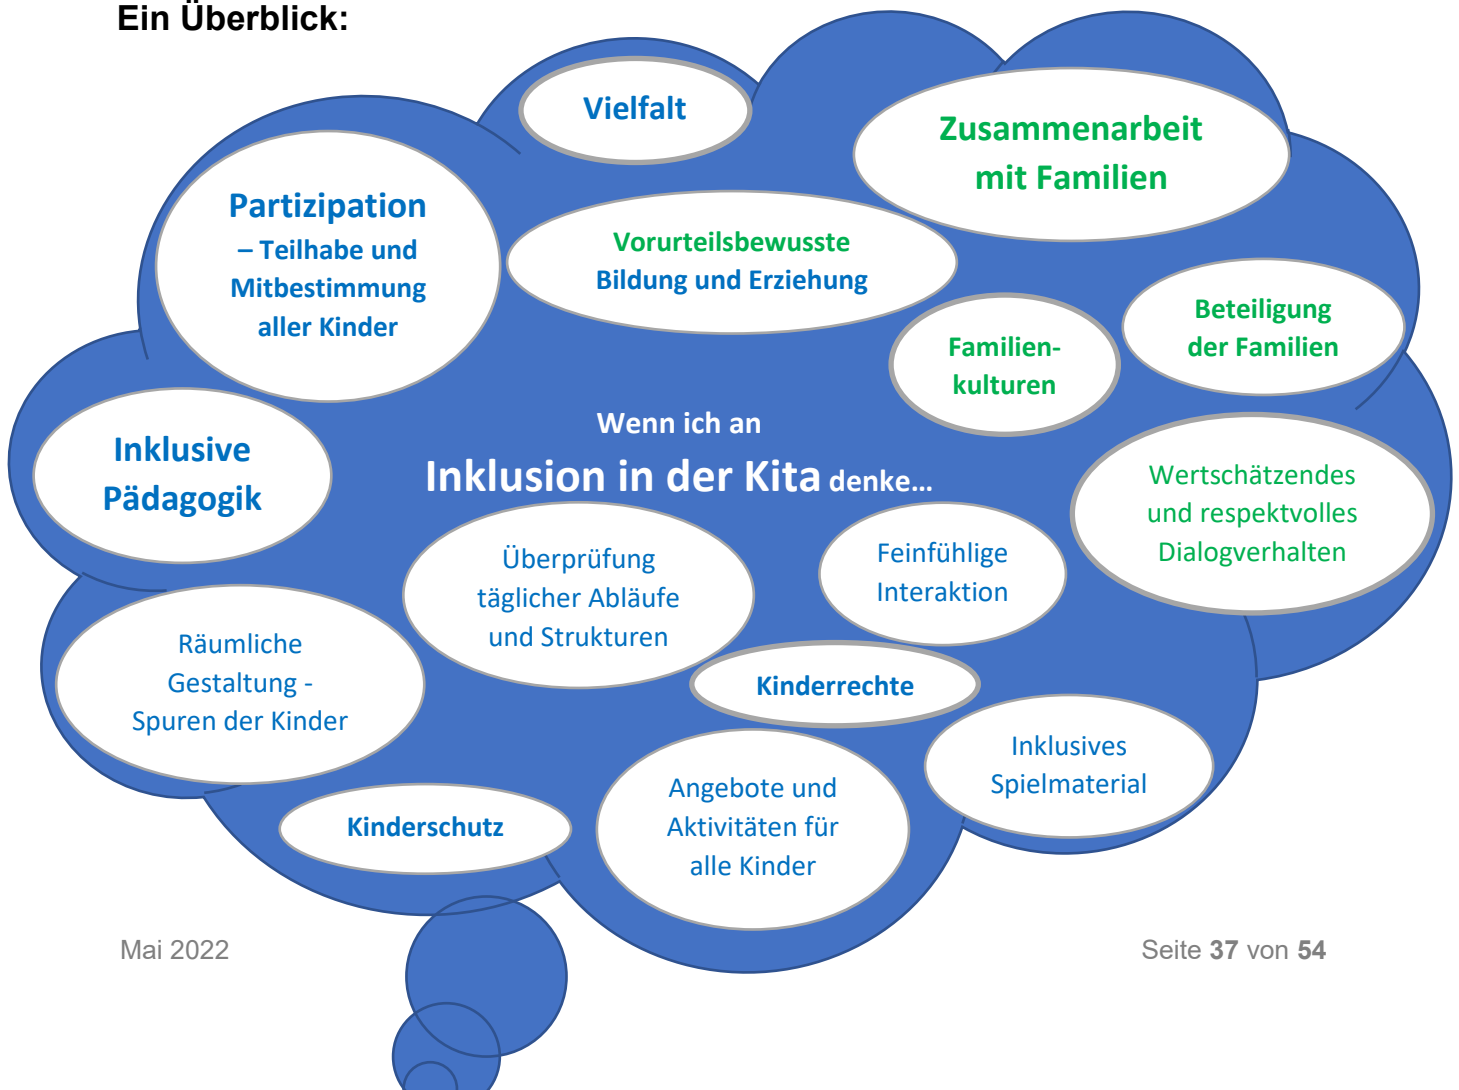 Ein Überblick:
Vielfalt
Zusammenarbeit
mit Familien
Partizipation
– Teilhabe und
Mitbestimmung
aller Kinder
Vorurteilsbewusste
Bildung und Erziehung
Beteiligung
der Familien
Familien-
kulturen
Wenn ich an
Inklusion in der Kita denke...
Inklusive
Pädagogik
Wertschätzendes
und respektvolles
Dialogverhalten
Überprüfung
täglicher Abläufe
und Strukturen
Feinfühlige
Interaktion
Räumliche
Gestaltung -
Spuren der Kinder
Kinderrechte
Inklusives
Spielmaterial
Angebote und
Aktivitäten für
alle Kinder
Kinderschutz
Mai 2022
Seite 37 von 54